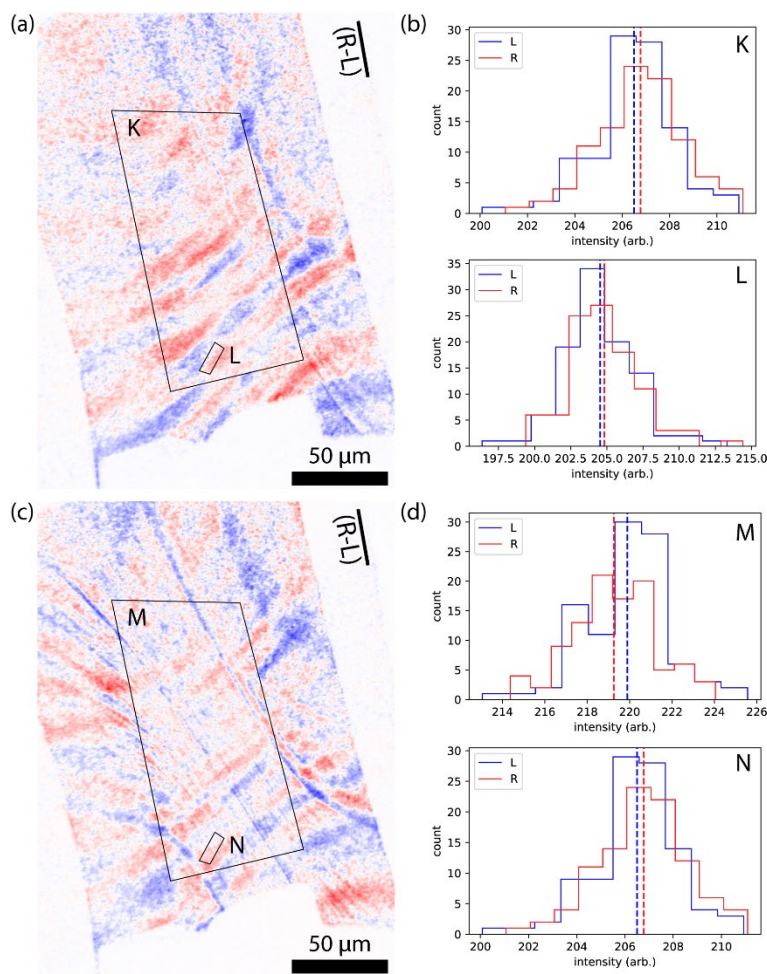 (a)
(R-L)
K
L
50 μm
(b)
K
L
R
count
30
25
20
15
10
5
0
200
202
204
206
208
210
intensity (arb.)
L
L
R
count
35
30
25
20
15
10
5
0
197.5
200.0
202.5
205.0
207.5
210.0
212.5
215.0
intensity (arb.)
(c)
(R-L)
M
N
50 μm
(d)
M
L
R
count
30
25
20
15
10
5
0
214
216
218
220
222
224
226
intensity (arb.)
N
L
R
count
30
25
20
15
10
5
0
200
202
204
206
208
210
intensity (arb.)